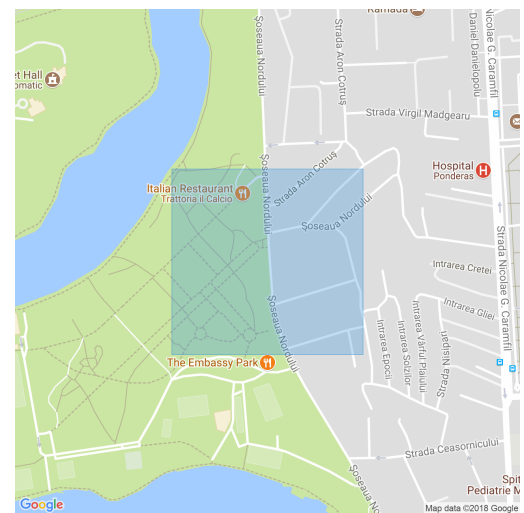 Ramada
Șoseaua Nordului
Strada Aron Cotruș
Daniel Danielopolu
Nicolae G. Caramfil
et Hall
omatic
Strada Virgil Madgearu
Șoseaua Nordului
Strada Aron Cotruș
Hospital
Ponderas
Italian Restaurant
Trattoria il Calcio
Șoseaua Nordului
Strada Nicolae G. Caramfil
Intrarea Cretei
Intrarea Gliei
Șoseaua Nordului
Intrarea Epocii
Intrarea Solzilor
Intrarea Vârful Plaiului
Strada Nisipari
The Embassy Park
Strada Ceasornicului
Șoseaua Nordului
Spit
Pediatrie M
Google
Map data ©2018 Google